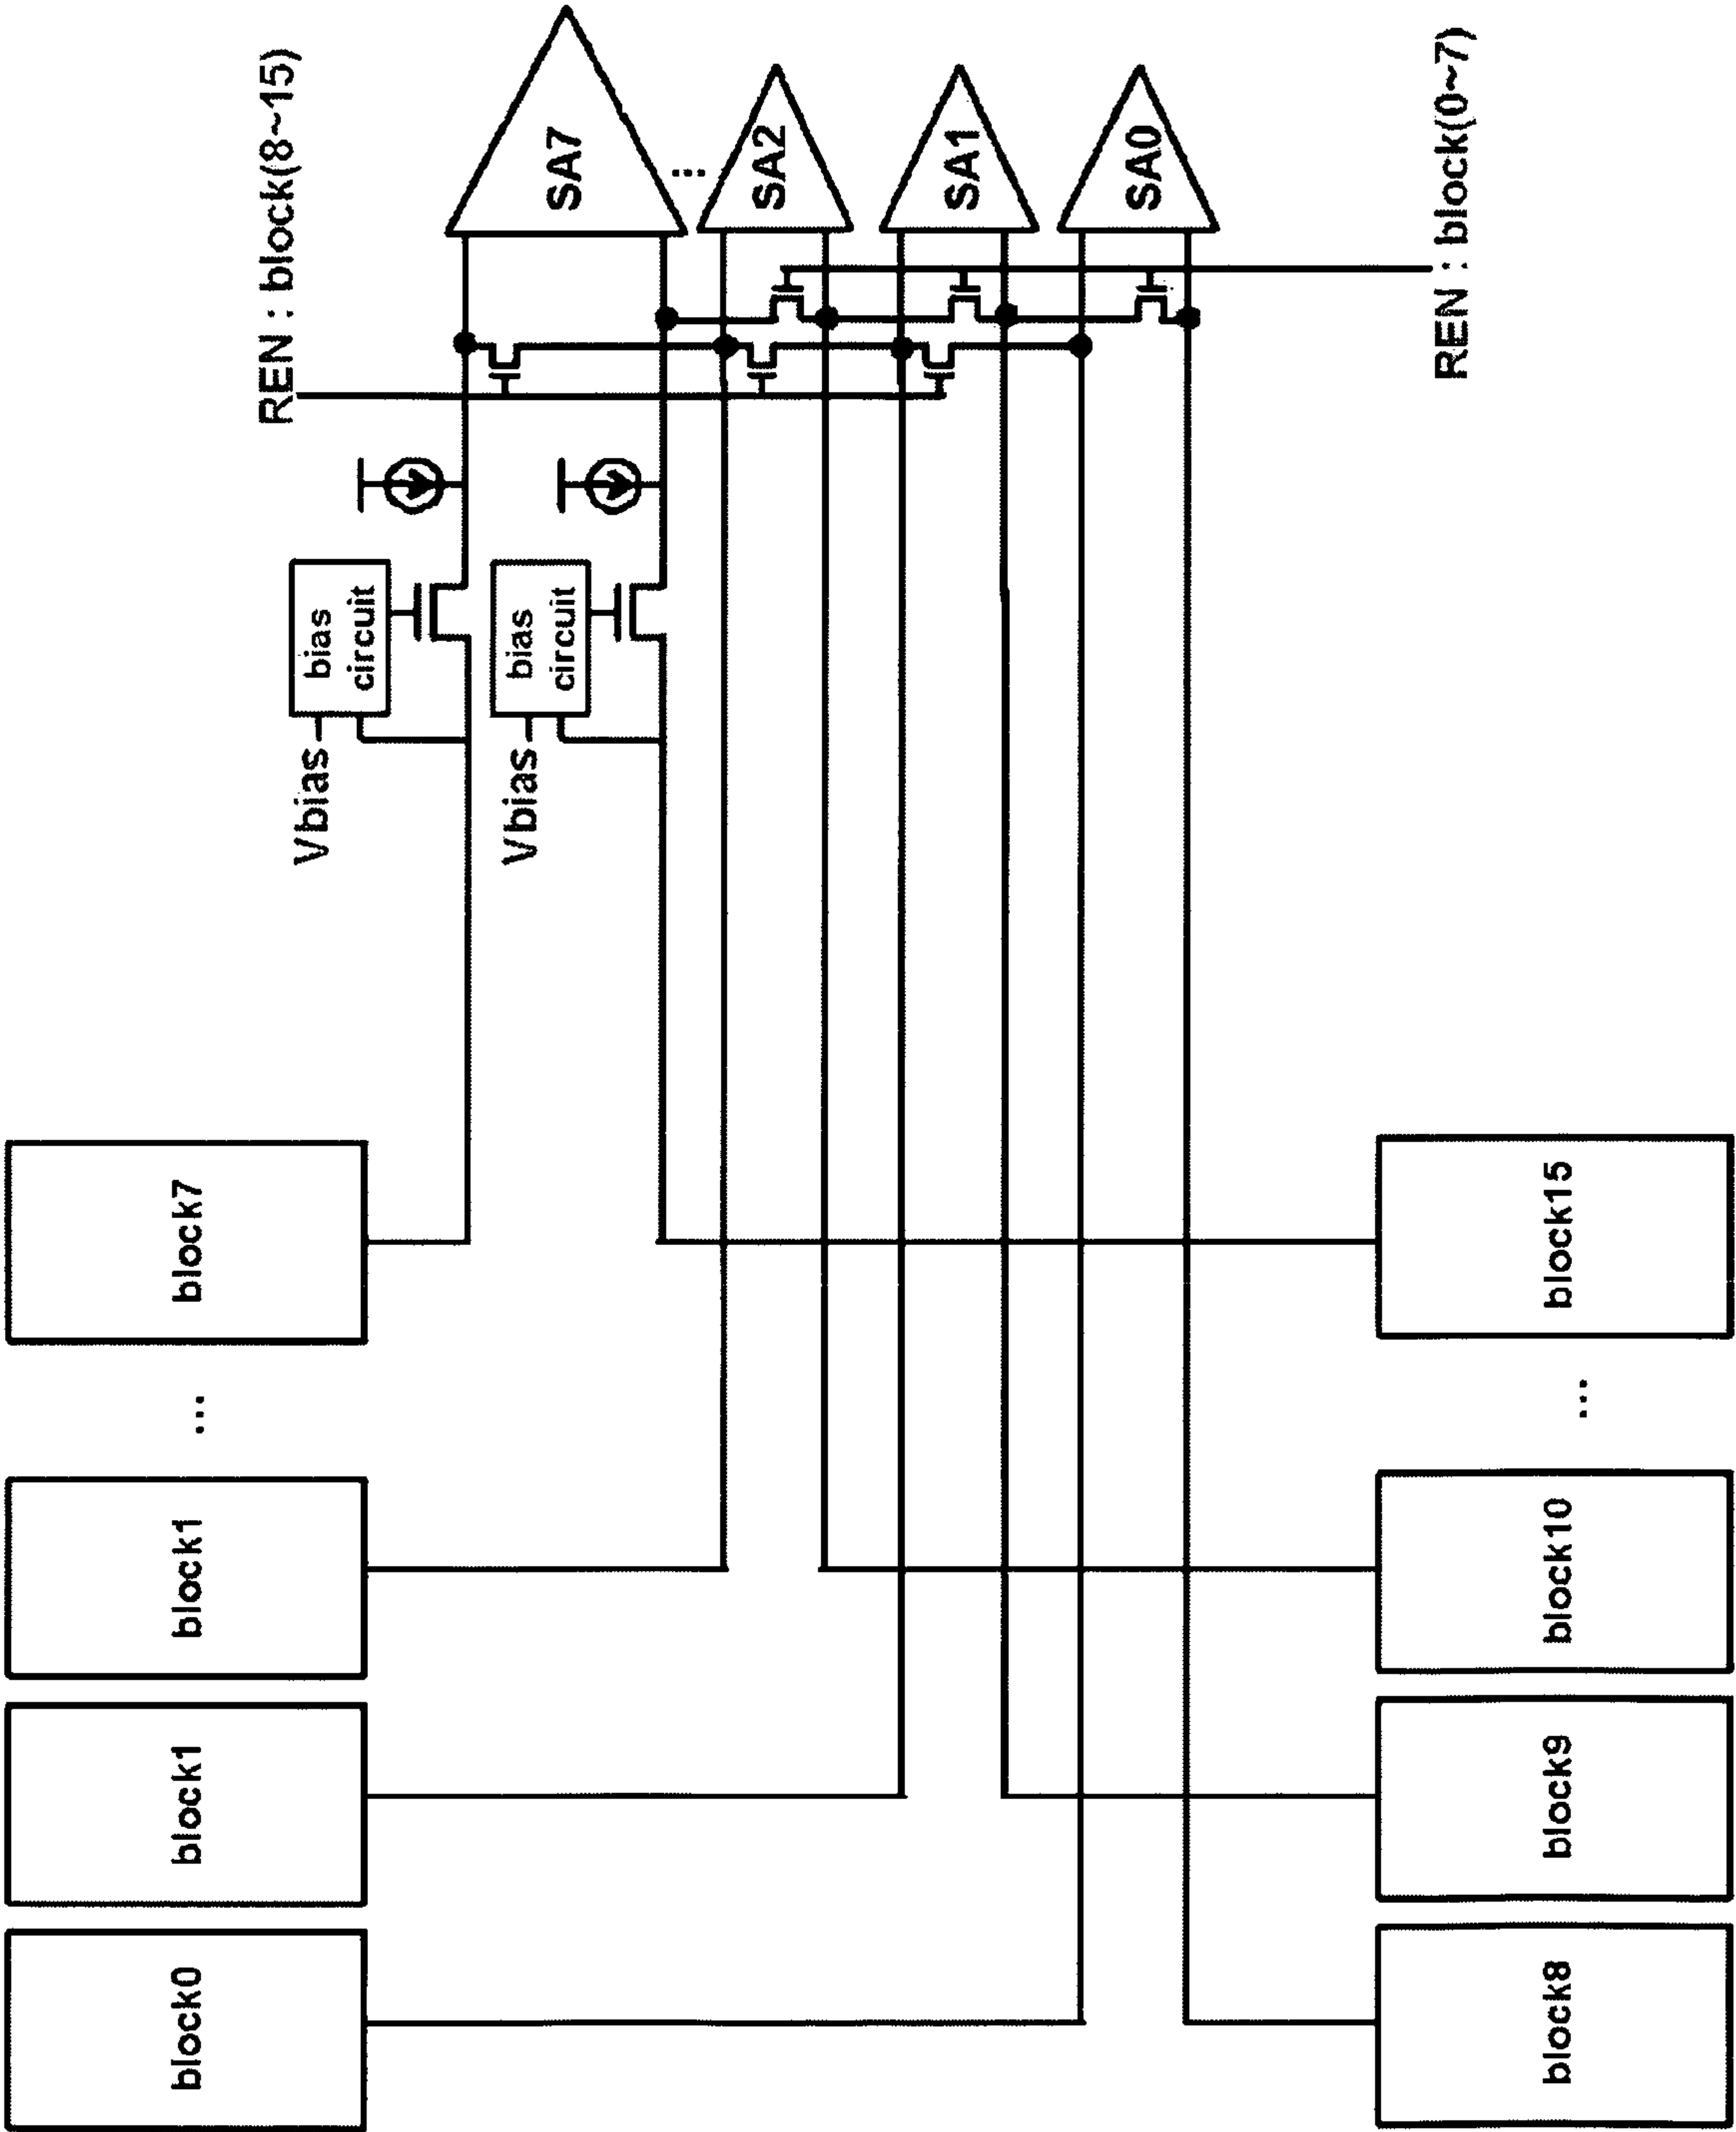 block0
block1
block1
...
block7
REN : block(8~15)
Vbias
bias
circuit
Vbias
bias
circuit
SA7
...
SA2
SA1
SA0
REN : block(0~7)
block8
block9
block10
...
block15